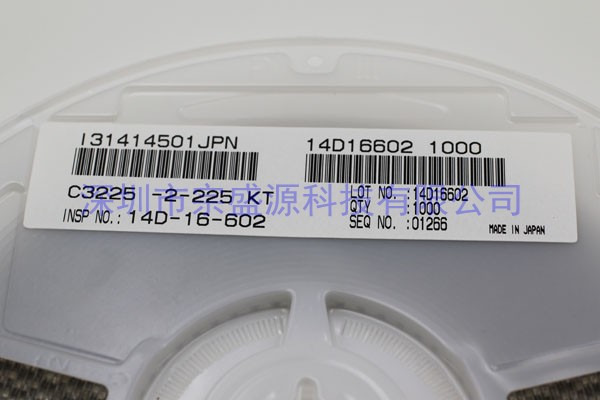 I31414501JPN
14D16602 1000
C3225 -2-225 KT
INSP NO.: 14D-16-602
LOT NO :14D16602
QTY :1000
SEQ NO. :01266
MADE IN JAPAN
深圳市京盛源科技有限公司